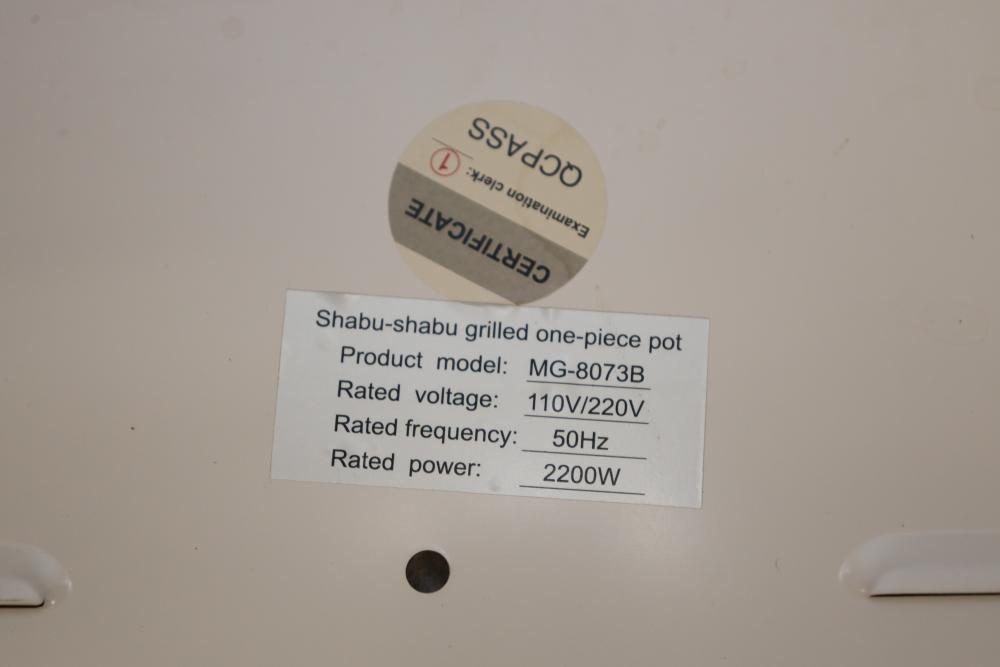 QCPASS
Examination clerk: 1
CERTIFICATE
Shabu-shabu grilled one-piece pot
Product model: MG-8073B
Rated voltage: 110V/220V
Rated frequency: 50Hz
Rated power: 2200W